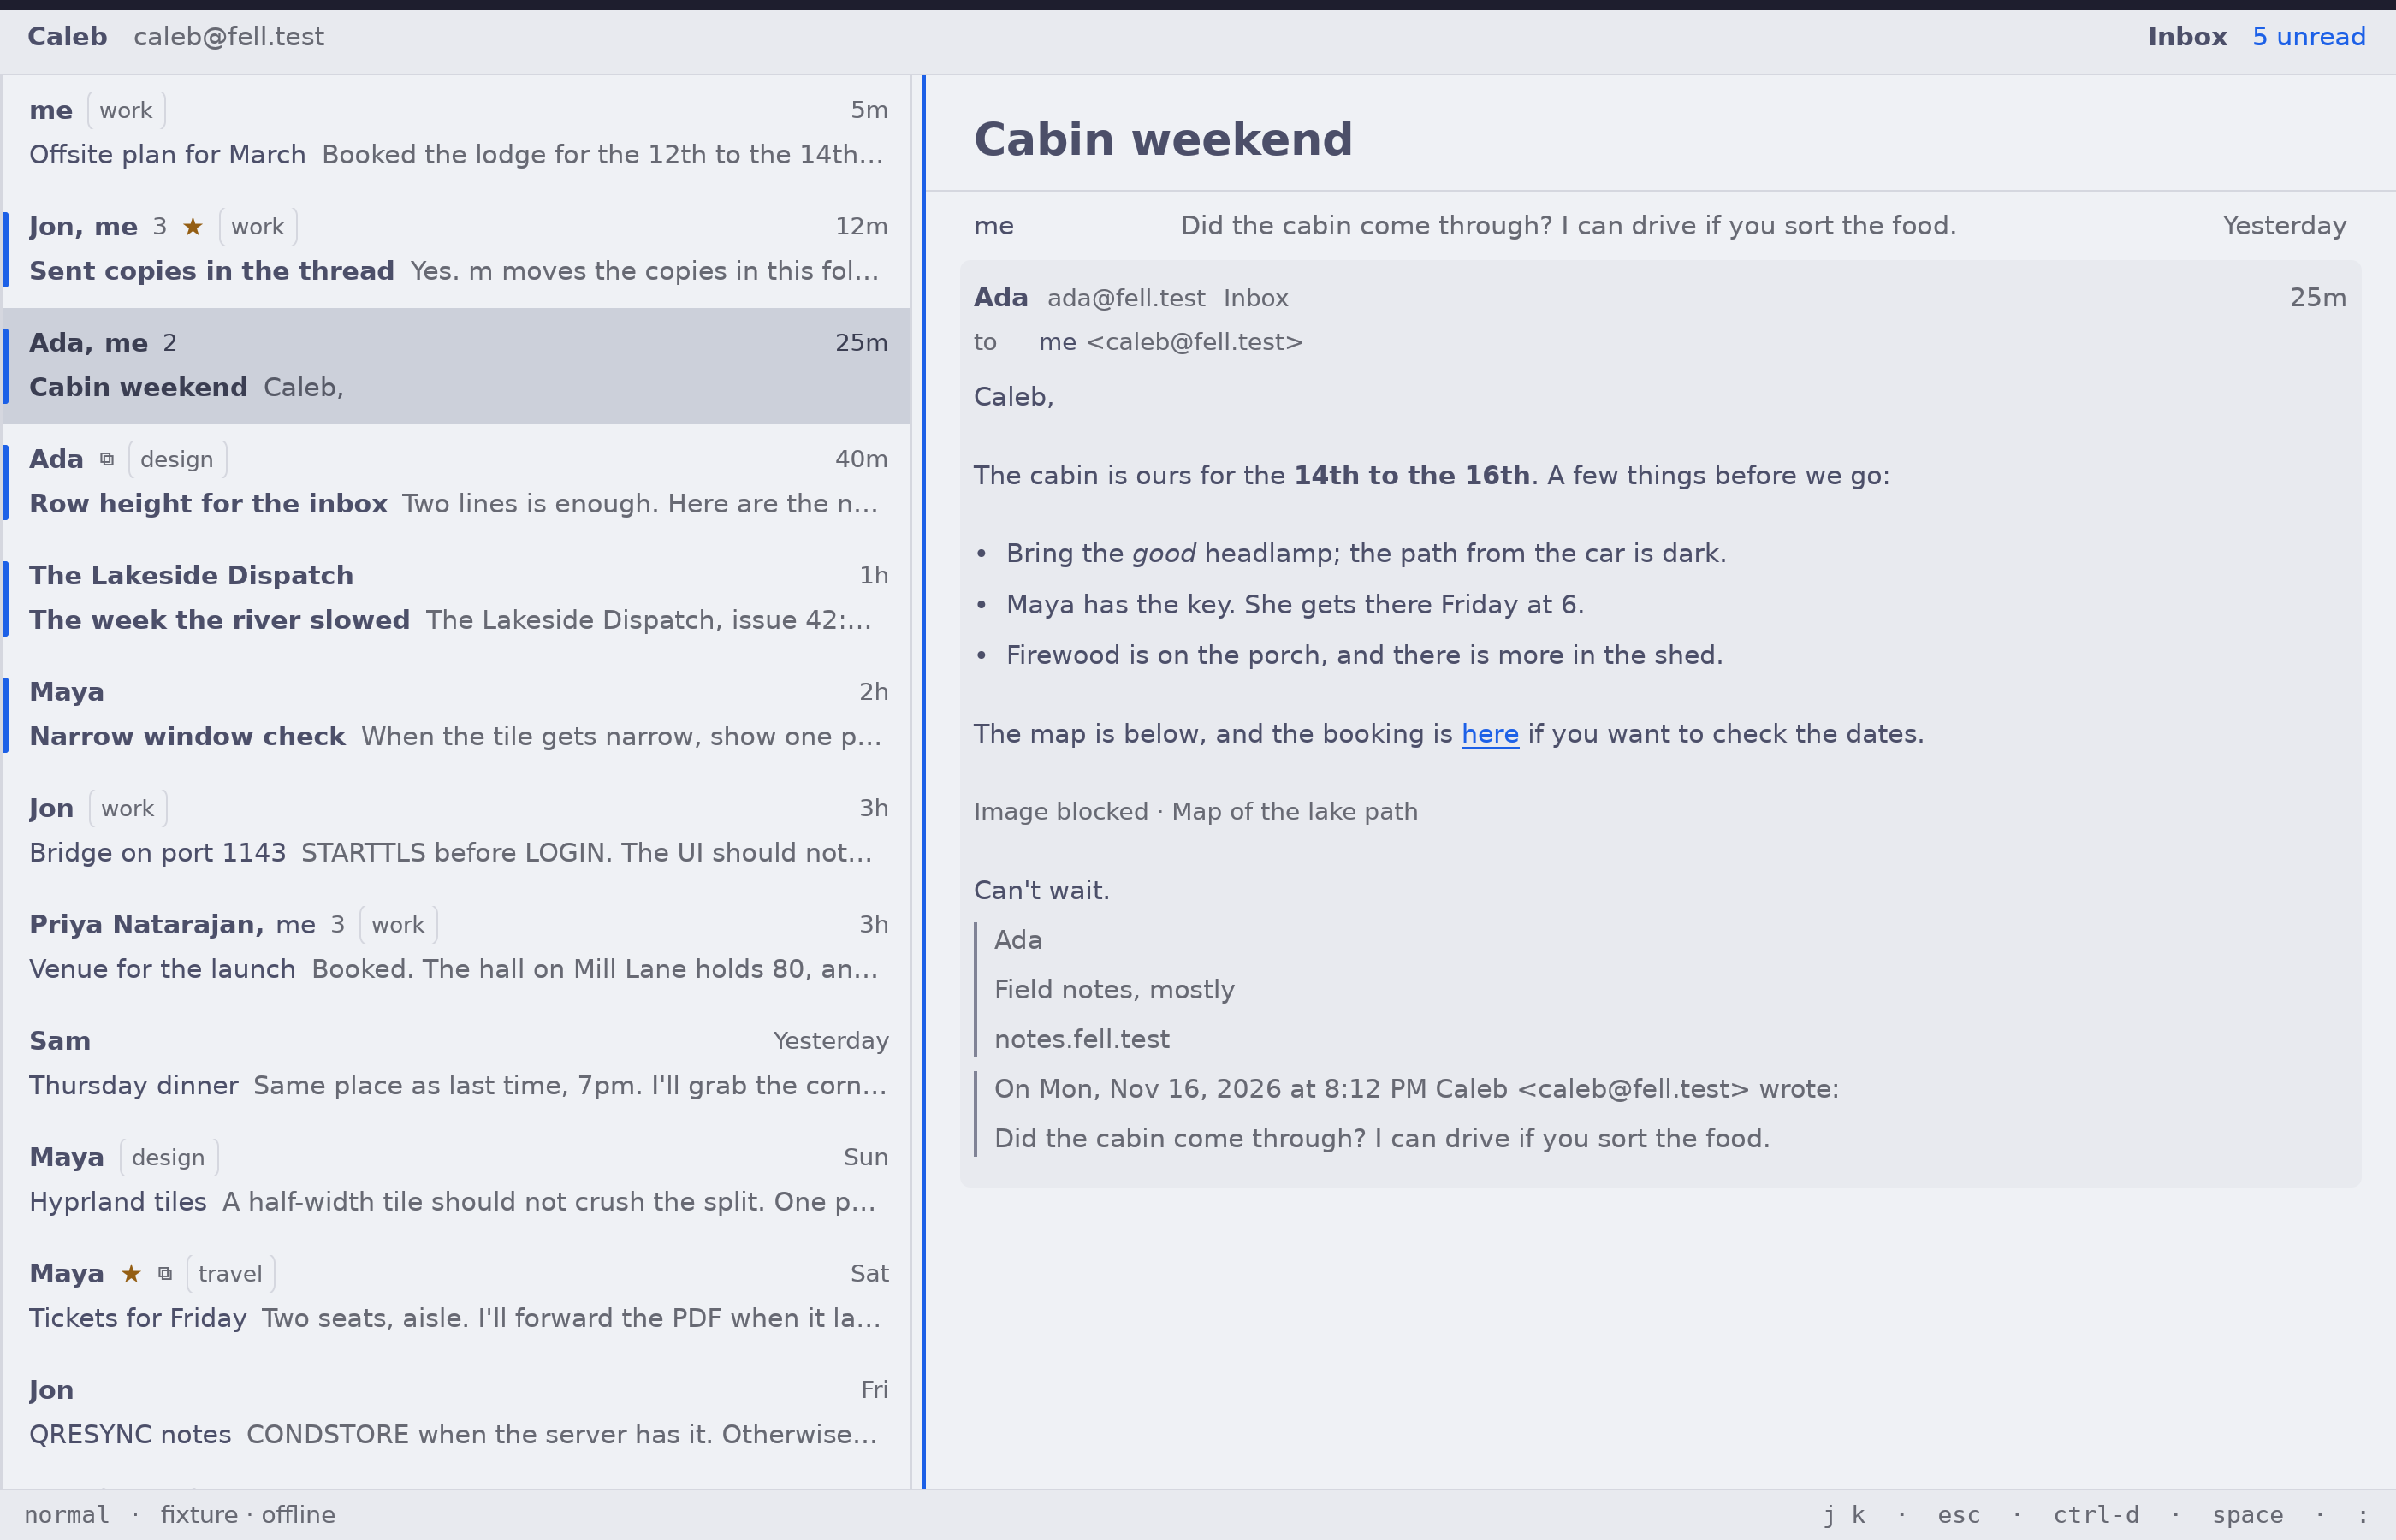 Caleb caleb@fell.test
Inbox 5 unread
me work 5m
Offsite plan for March Booked the lodge for the 12th to the 14th…
Jon, me 3 ★ work 12m
Sent copies in the thread Yes. m moves the copies in this fol…
Ada, me 2 25m
Cabin weekend Caleb,
Ada design 40m
Row height for the inbox Two lines is enough. Here are the n…
The Lakeside Dispatch 1h
The week the river slowed The Lakeside Dispatch, issue 42:…
Maya 2h
Narrow window check When the tile gets narrow, show one p…
Jon work 3h
Bridge on port 1143 STARTTLS before LOGIN. The UI should not…
Priya Natarajan, me 3 work 3h
Venue for the launch Booked. The hall on Mill Lane holds 80, an…
Sam Yesterday
Thursday dinner Same place as last time, 7pm. I'll grab the corn…
Maya design Sun
Hyprland tiles A half-width tile should not crush the split. One p…
Maya ★ travel Sat
Tickets for Friday Two seats, aisle. I'll forward the PDF when it la…
Jon Fri
QRESYNC notes CONDSTORE when the server has it. Otherwise…
Cabin weekend
me Did the cabin come through? I can drive if you sort the food. Yesterday
Ada ada@fell.test Inbox 25m
to me <caleb@fell.test>
Caleb,
The cabin is ours for the 14th to the 16th. A few things before we go:
• Bring the good headlamp; the path from the car is dark.
• Maya has the key. She gets there Friday at 6.
• Firewood is on the porch, and there is more in the shed.
The map is below, and the booking is here if you want to check the dates.
Image blocked · Map of the lake path
Can't wait.
Ada
Field notes, mostly
notes.fell.test
On Mon, Nov 16, 2026 at 8:12 PM Caleb <caleb@fell.test> wrote:
Did the cabin come through? I can drive if you sort the food.
normal · fixture · offline
j k · esc · ctrl-d · space · :